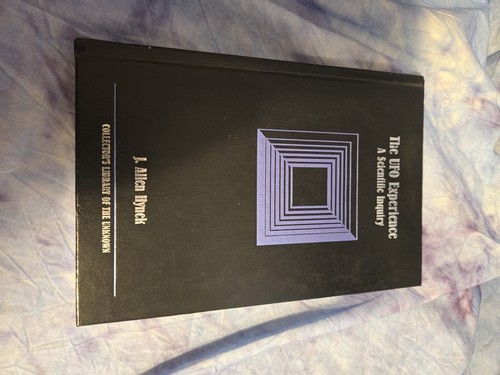 The UFO Experience
A Scientific Inquiry
J. Allen Hynek
COLLECTOR'S LIBRARY OF THE UNKNOWN